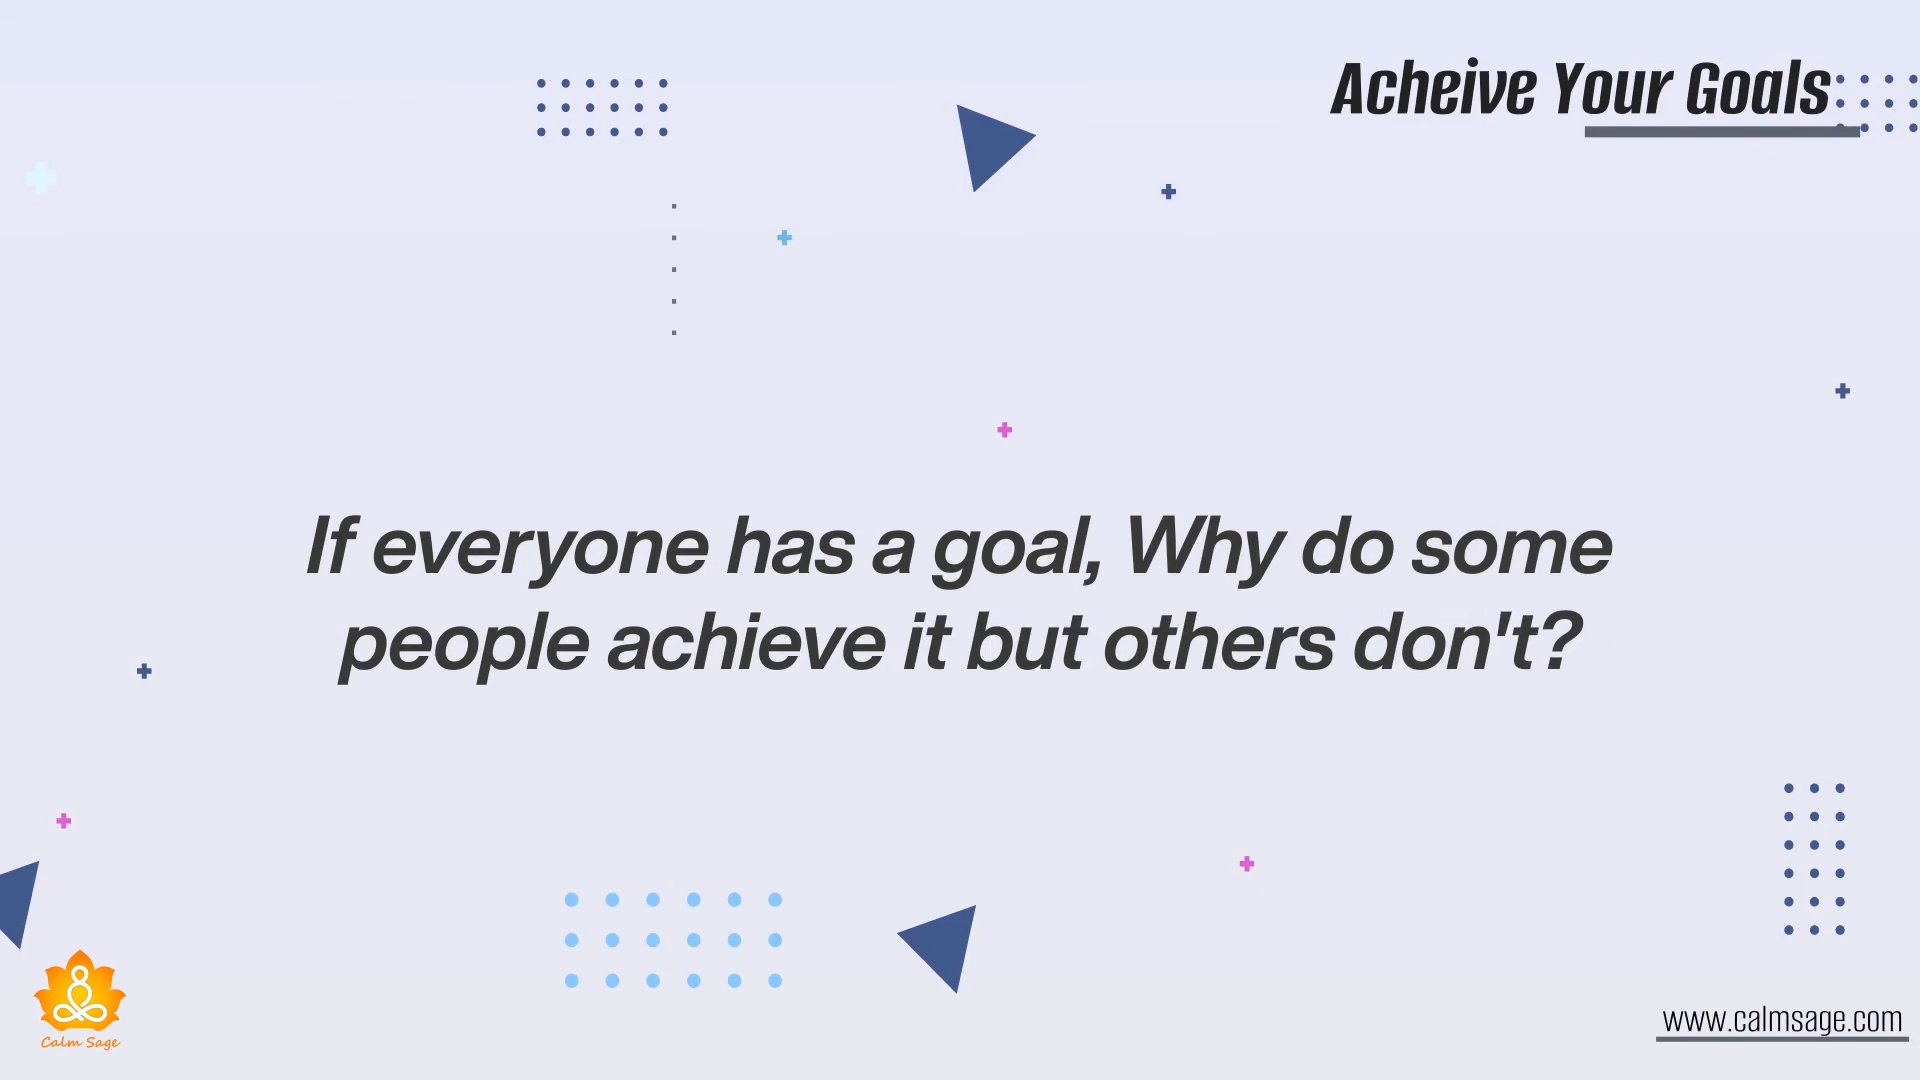 Acheive Your Goals
If everyone has a goal, Why do some
people achieve it but others don't?
Calm Sage
www.calmsage.com